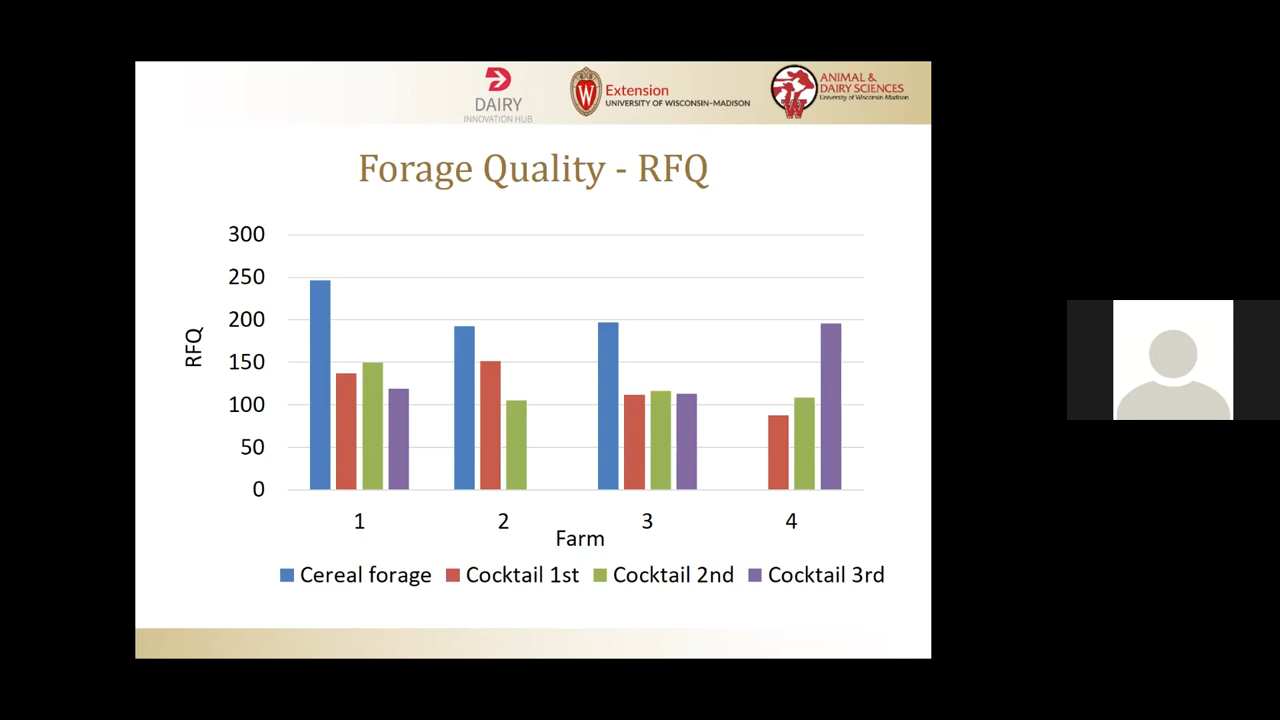 DAIRY
INNOVATION HUB
W
Extension
UNIVERSITY OF WISCONSIN–MADISON
W
ANIMAL &
DAIRY SCIENCES
University of Wisconsin-Madison
Forage Quality - RFQ
300
250
200
150
100
50
0
RFQ
1 2 3 4
Farm
Cereal forage Cocktail 1st Cocktail 2nd Cocktail 3rd